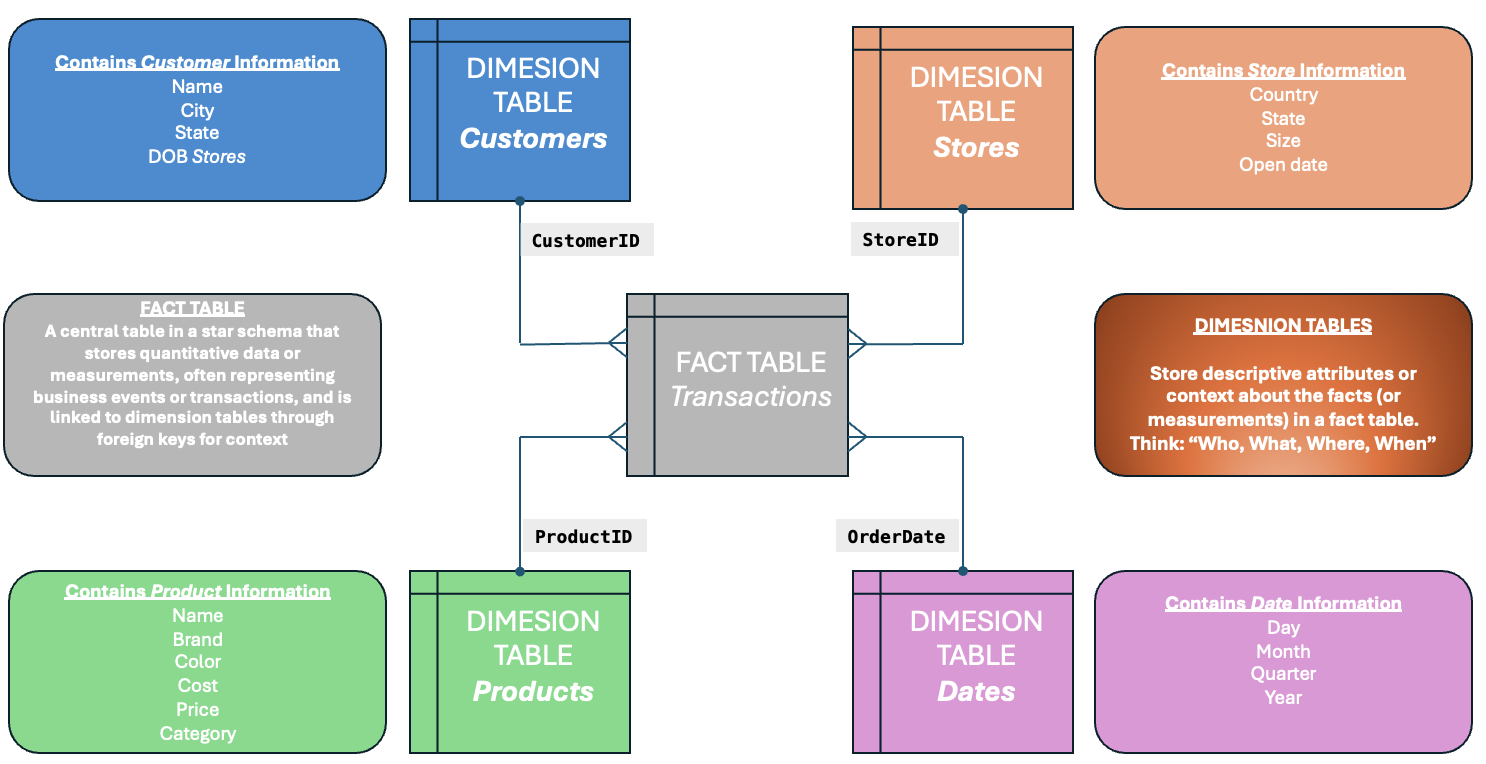 Contains Customer Information
Name
City
State
DOB Stores
DIMESION
TABLE
Customers
DIMESION
TABLE
Stores
Contains Store Information
Country
State
Size
Open date
CustomerID
StoreID
FACT TABLE
A central table in a star schema that
stores quantitative data or
measurements, often representing
business events or transactions, and is
linked to dimension tables through
foreign keys for context
FACT TABLE
Transactions
DIMESNION TABLES
Store descriptive attributes or
context about the facts (or
measurements) in a fact table.
Think: “Who, What, Where, When”
ProductID
OrderDate
Contains Product Information
Name
Brand
Color
Cost
Price
Category
DIMESION
TABLE
Products
DIMESION
TABLE
Dates
Contains Date Information
Day
Month
Quarter
Year